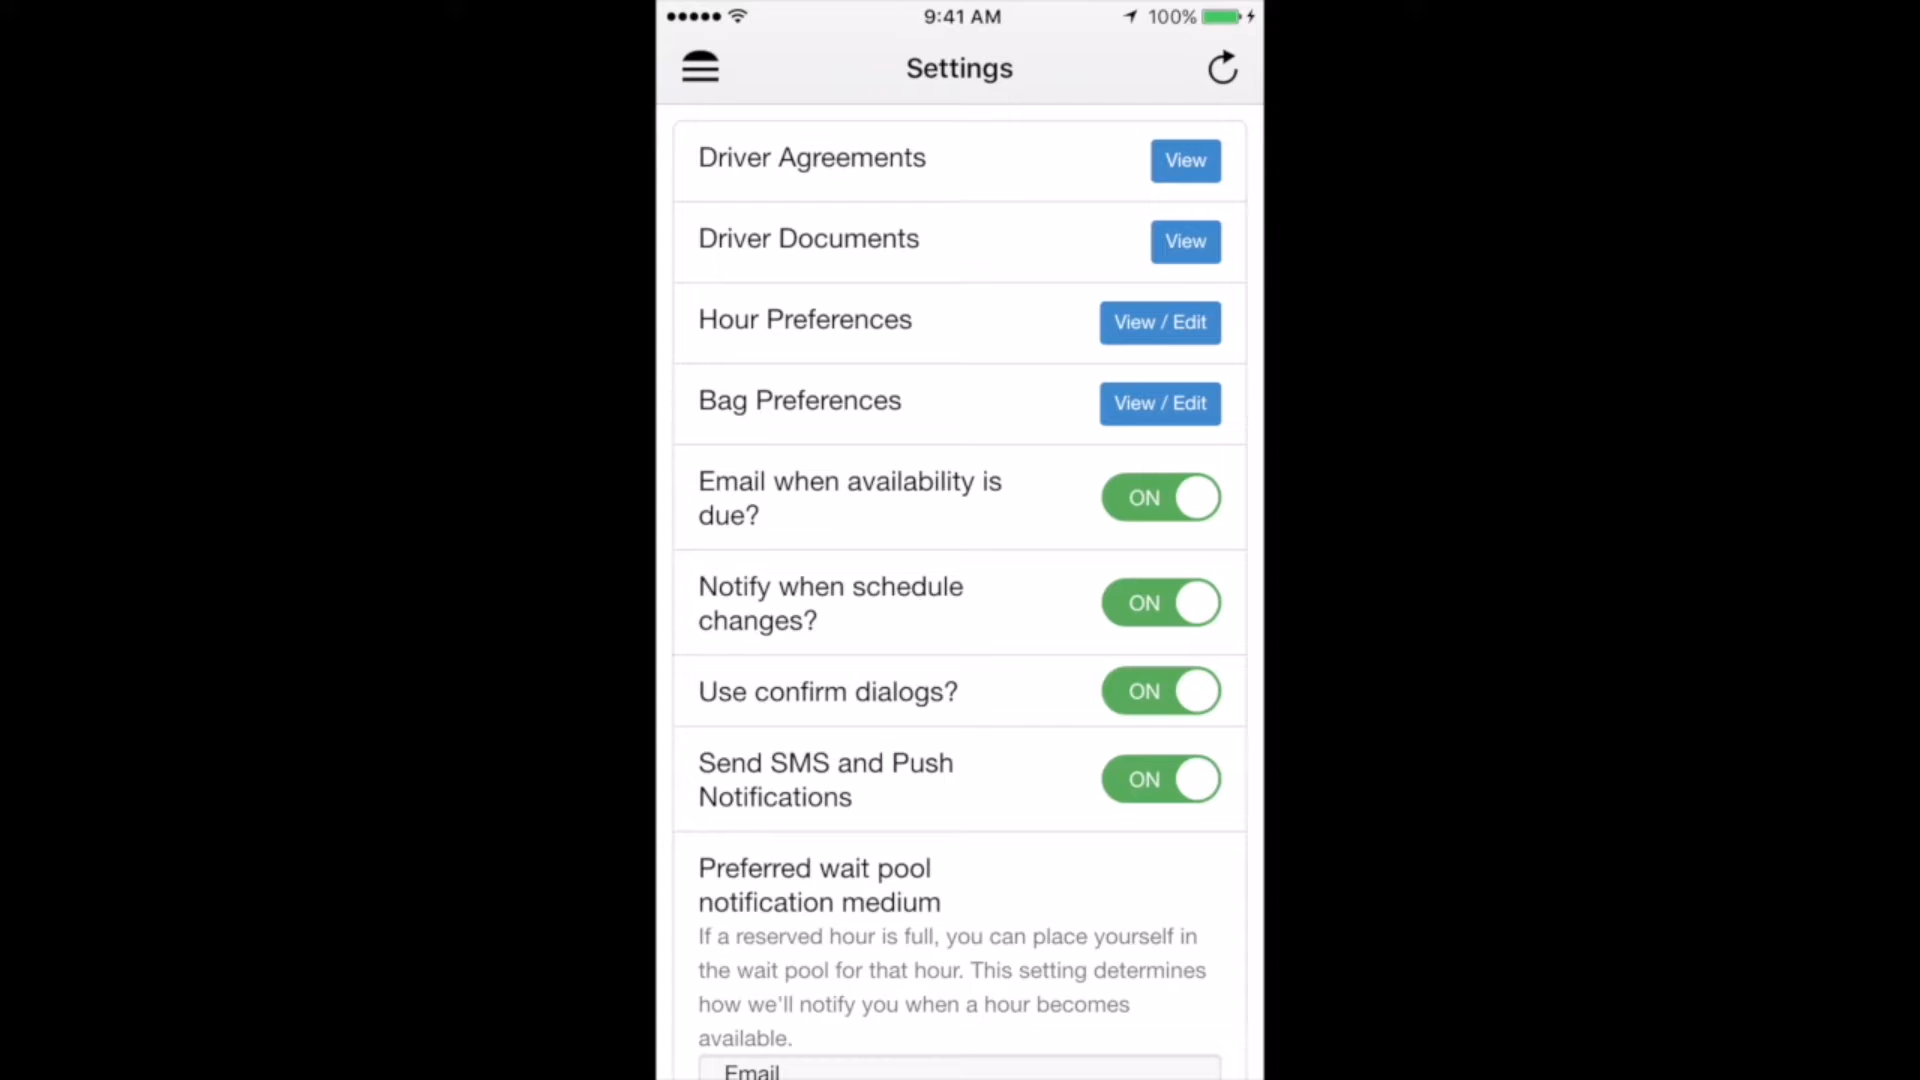 9:41 AM
100%
Settings
Driver Agreements
View
Driver Documents
View
Hour Preferences
View / Edit
Bag Preferences
View / Edit
Email when availability is
due?
ON
Notify when schedule
changes?
ON
Use confirm dialogs?
ON
Send SMS and Push
Notifications
ON
Preferred wait pool
notification medium
If a reserved hour is full, you can place yourself in
the wait pool for that hour. This setting determines
how we'll notify you when a hour becomes
available.
Email